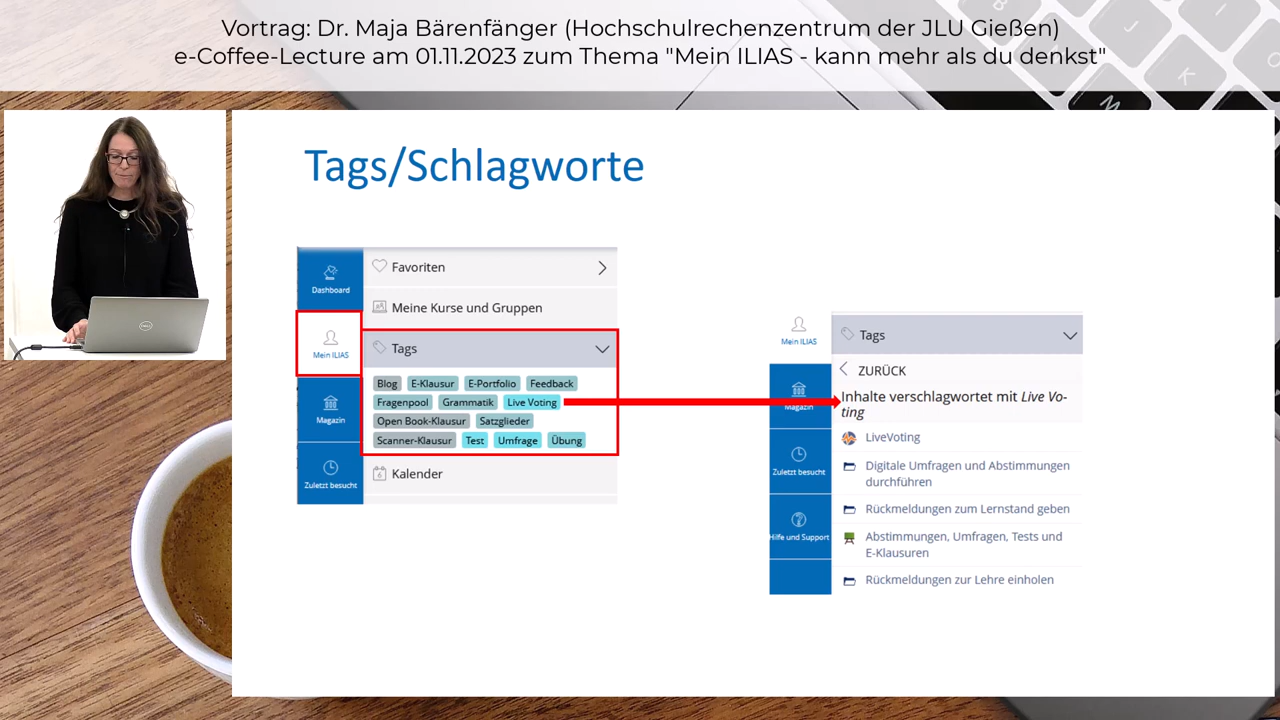 Vortrag: Dr. Maja Bärenfänger (Hochschulrechenzentrum der JLU Gießen)
e-Coffee-Lecture am 01.11.2023 zum Thema "Mein ILIAS - kann mehr als du denkst"
Tags/Schlagworte
Dashboard
Mein ILIAS
Magazin
Zuletzt besucht
Favoriten
Meine Kurse und Gruppen
Tags
Blog E-Klausur E-Portfolio Feedback
Fragenpool Grammatik Live Voting
Open Book-Klausur Satzglieder
Scanner-Klausur Test Umfrage Übung
Kalender
Mein ILIAS
Magazin
Zuletzt besucht
Hilfe und Support
Tags
ZURÜCK
Inhalte verschlagwortet mit Live Vo-
ting
LiveVoting
Digitale Umfragen und Abstimmungen
durchführen
Rückmeldungen zum Lernstand geben
Abstimmungen, Umfragen, Tests und
E-Klausuren
Rückmeldungen zur Lehre einholen